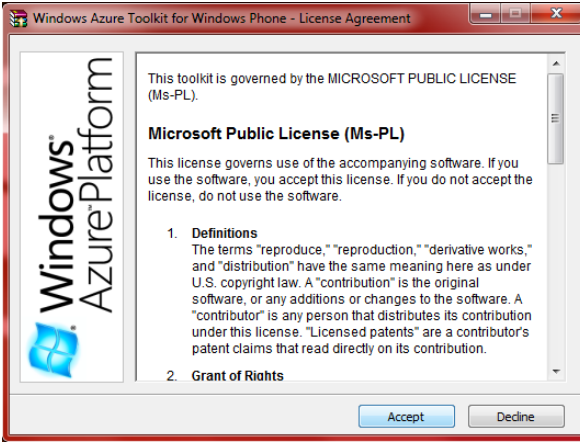 Windows Azure Toolkit for Windows Phone - License Agreement
Windows®
Azure™Platform
This toolkit is governed by the MICROSOFT PUBLIC LICENSE
(Ms-PL).
Microsoft Public License (Ms-PL)
This license governs use of the accompanying software. If you
use the software, you accept this license. If you do not accept the
license, do not use the software.
1. Definitions
The terms "reproduce," "reproduction," "derivative works,"
and "distribution" have the same meaning here as under
U.S. copyright law. A "contribution" is the original
software, or any additions or changes to the software. A
"contributor" is any person that distributes its contribution
under this license. "Licensed patents" are a contributor's
patent claims that read directly on its contribution.
2. Grant of Rights
Accept
Decline